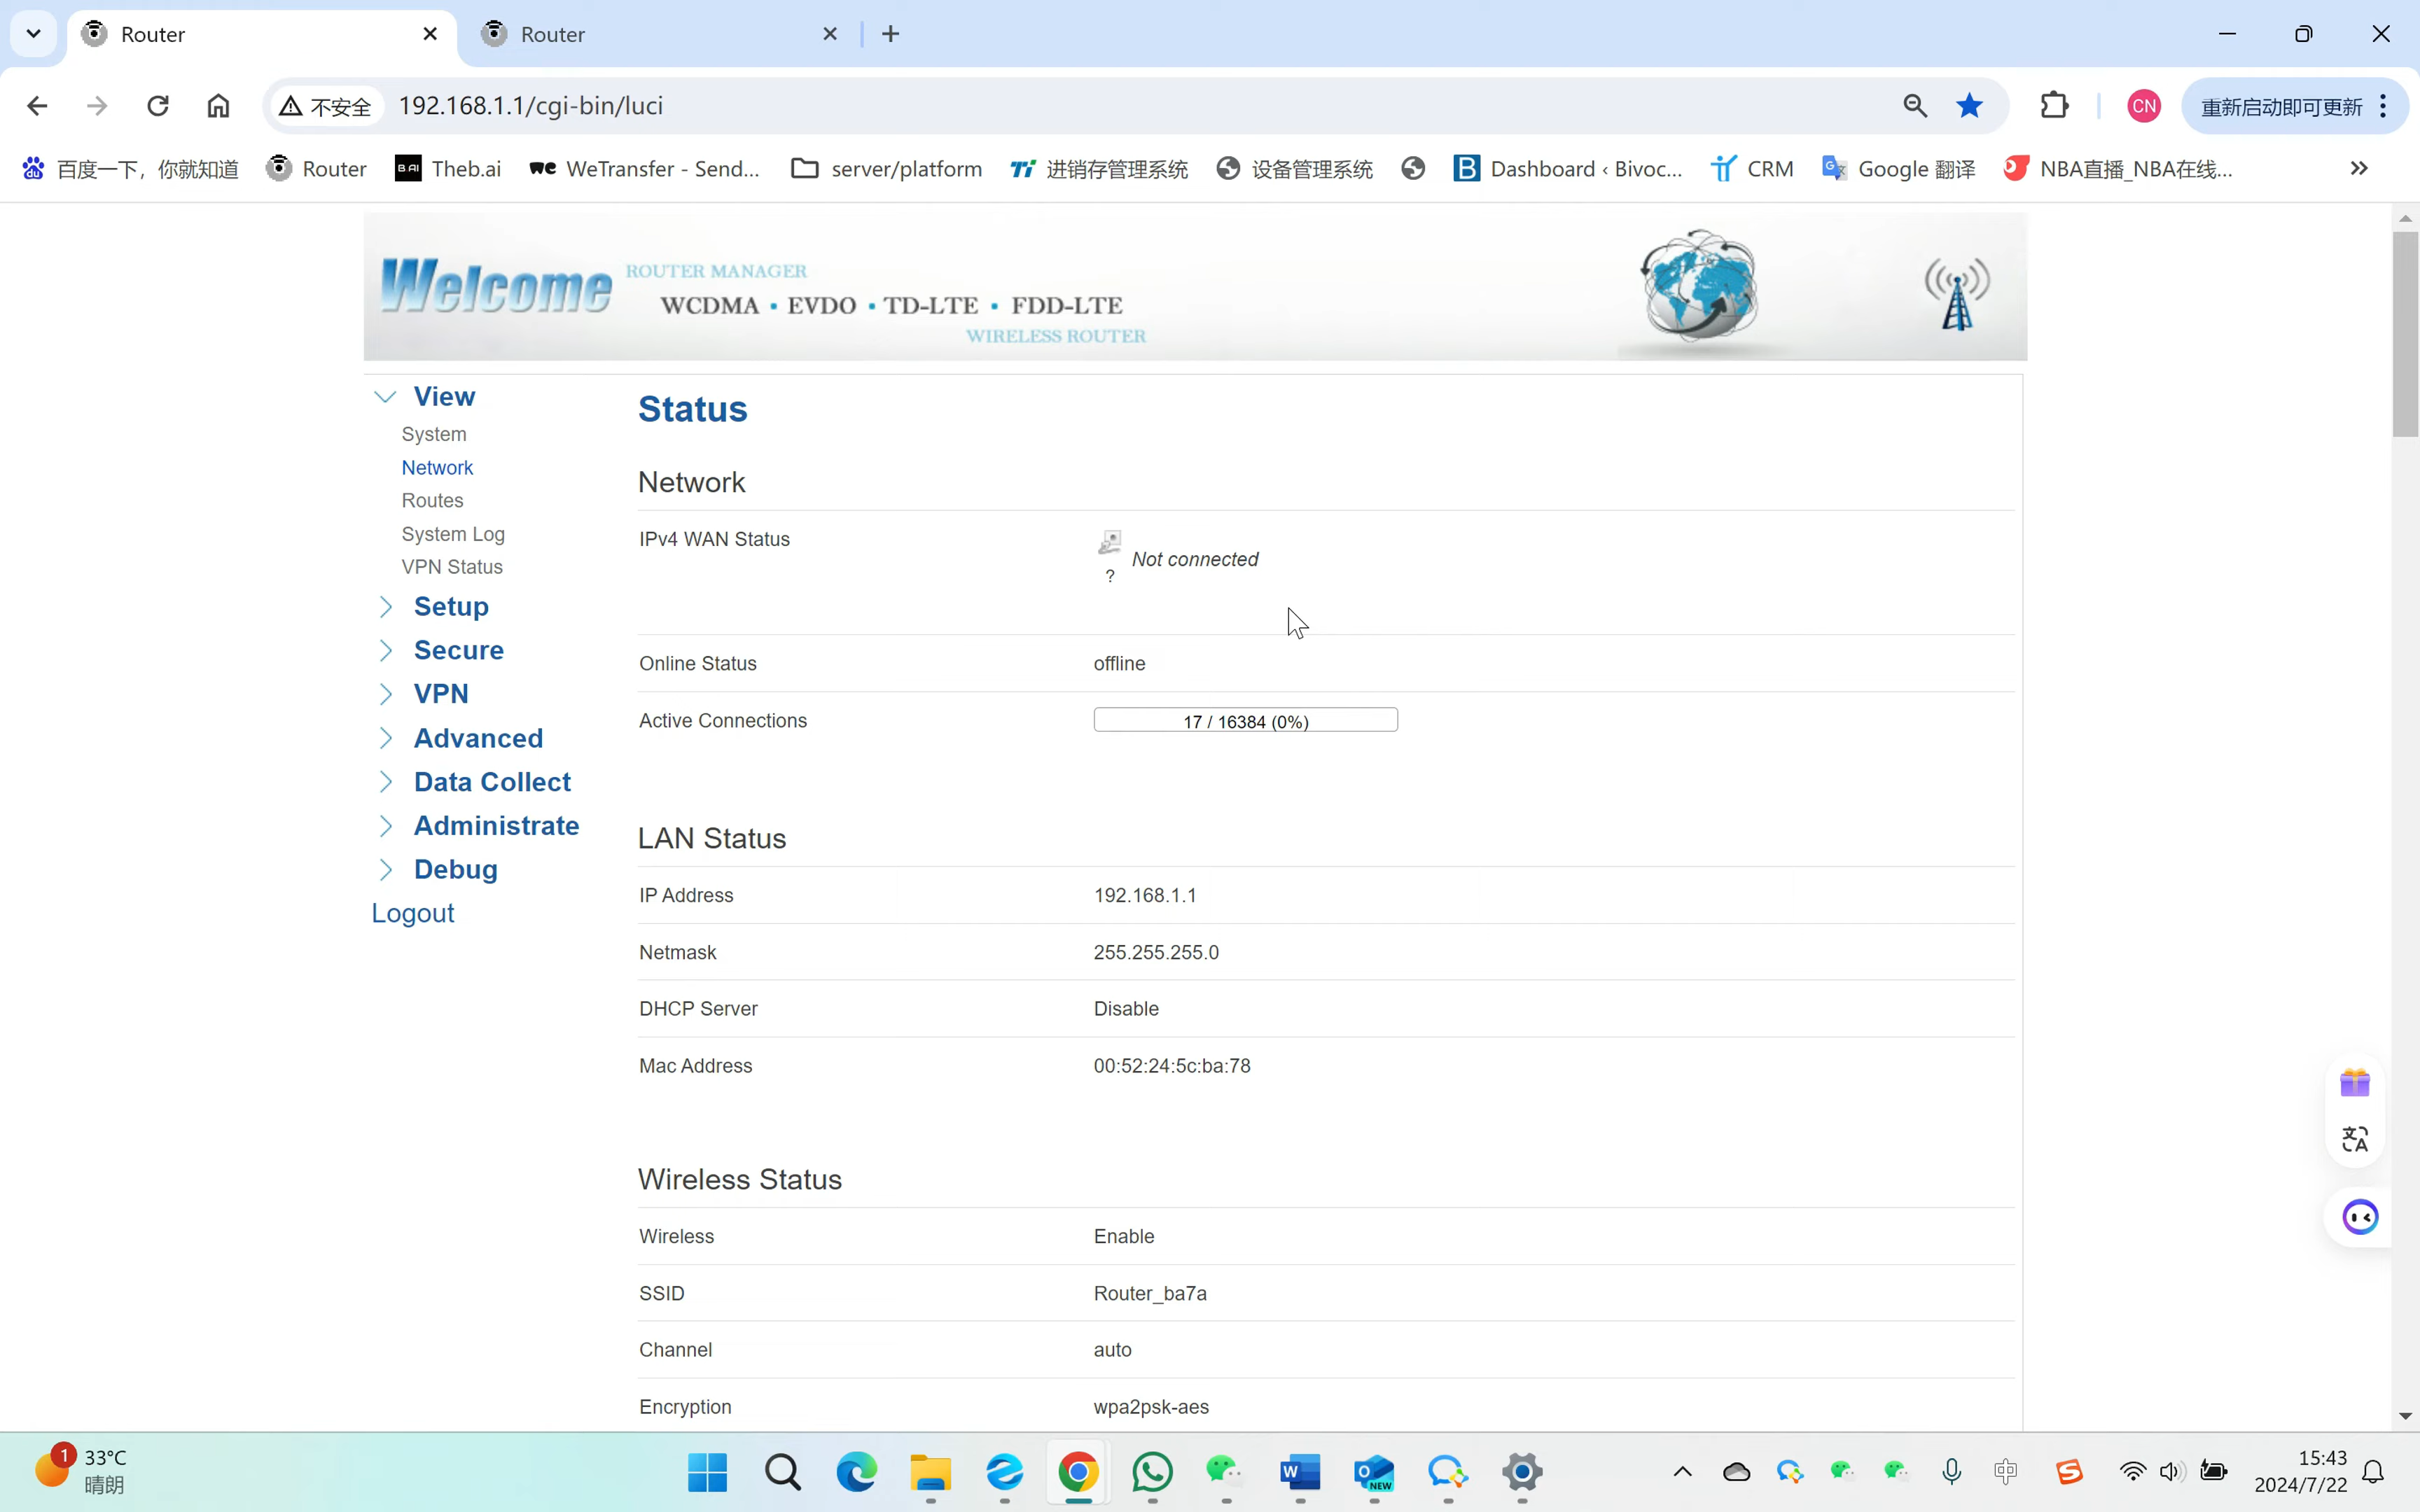 Router
Router
不安全
192.168.1.1/cgi-bin/luci
CN
重新启动即可更新
百度一下，你就知道
Router
B.AI
Theb.ai
we
WeTransfer - Send...
server/platform
Ti
进销存管理系统
设备管理系统
B
Dashboard ‹ Bivoc...
CRM
Google 翻译
NBA直播_NBA在线...
Welcome
ROUTER MANAGER
WCDMA • EVDO • TD-LTE • FDD-LTE
WIRELESS ROUTER
View
System
Network
Routes
System Log
VPN Status
Setup
Secure
VPN
Advanced
Data Collect
Administrate
Debug
Logout
Status
Network
IPv4 WAN Status
?
Not connected
Online Status
offline
Active Connections
17 / 16384 (0%)
LAN Status
IP Address
192.168.1.1
Netmask
255.255.255.0
DHCP Server
Disable
Mac Address
00:52:24:5c:ba:78
Wireless Status
Wireless
Enable
SSID
Router_ba7a
Channel
auto
Encryption
wpa2psk-aes
1
33°C
晴朗
W
NEW
中
S
15:43
2024/7/22